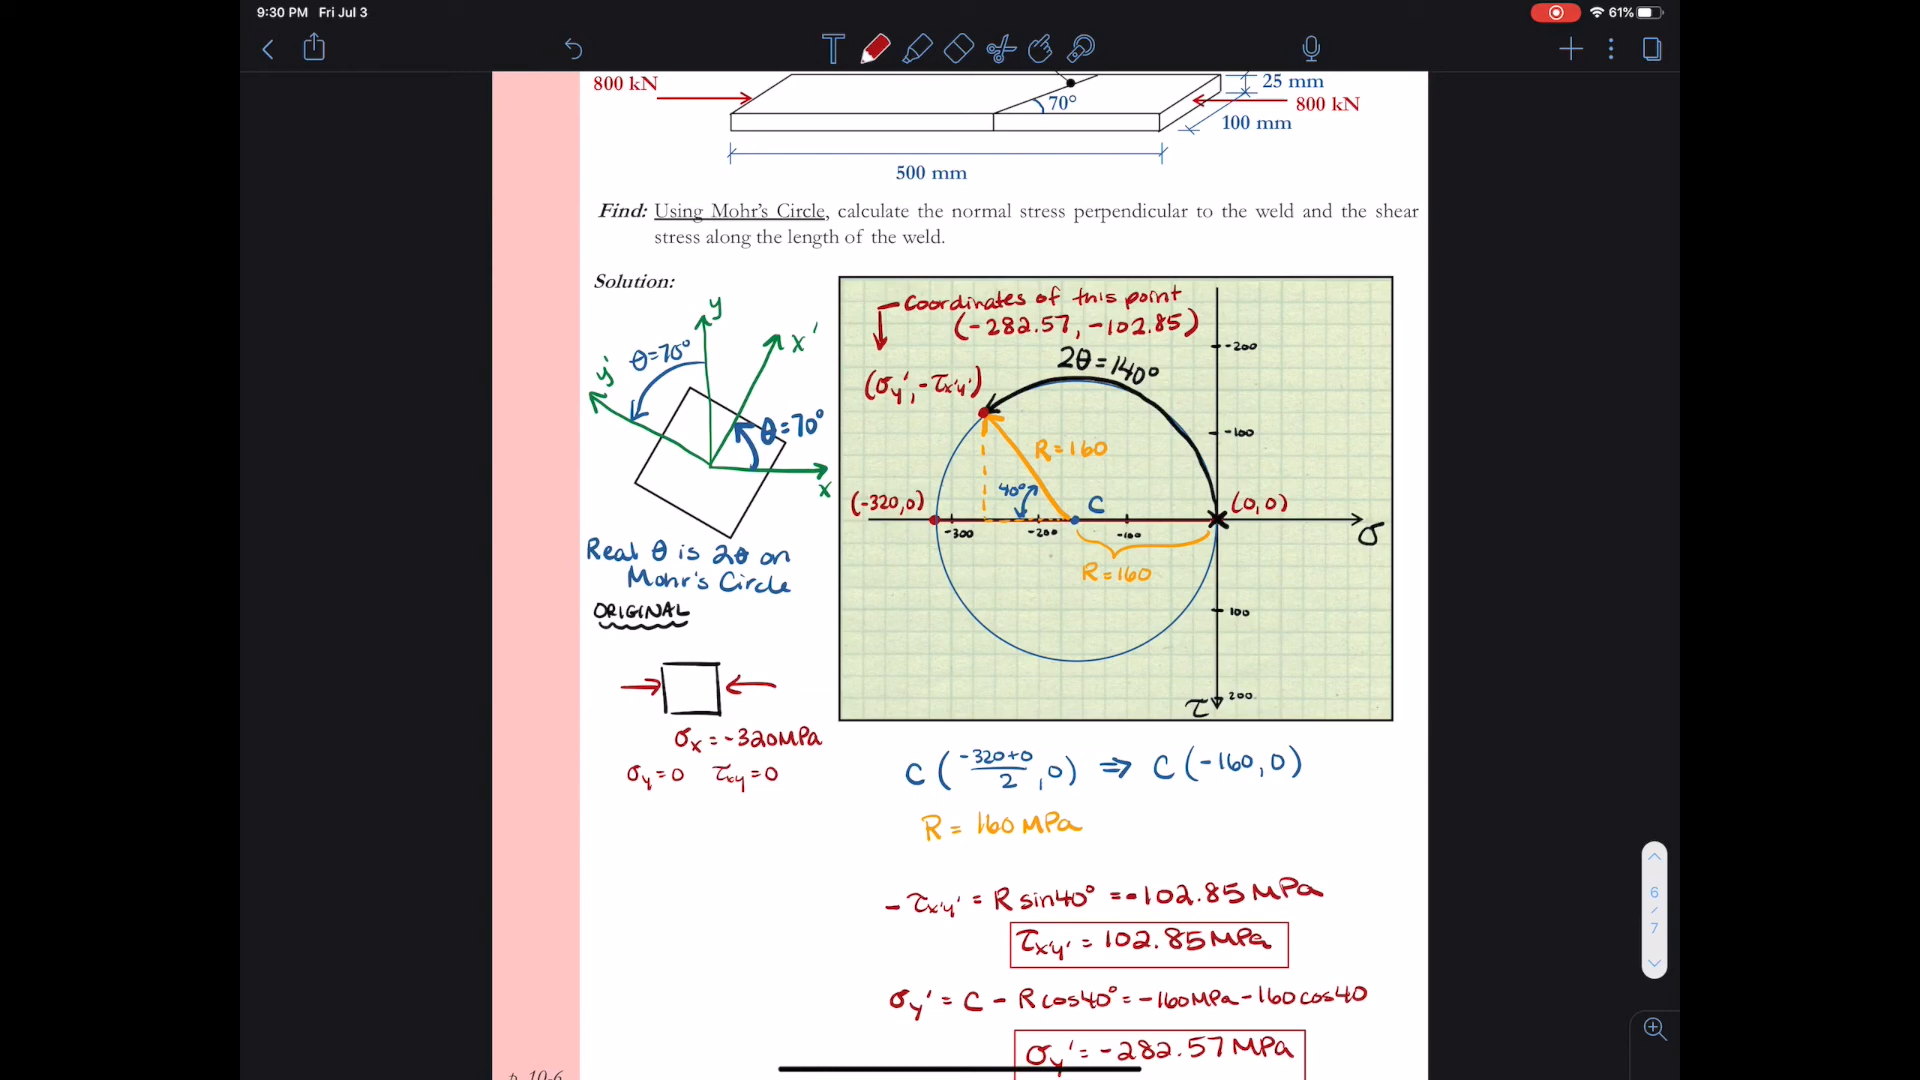 9:30 PM Fri Jul 3
61%
800 kN
70°
25 mm
800 kN
100 mm
500 mm
Find: Using Mohr's Circle, calculate the normal stress perpendicular to the weld and the shear
stress along the length of the weld.
Solution:
y
x'
θ=70°
y'
θ=70°
x
Real θ is 2θ on
Mohr's Circle
ORIGINAL
σx = -320MPa
σy=0 τxy=0
Coordinates of this point
(-282.57, -102.85)
-200
2θ=140°
(σy', -τx'y')
-100
R=160
40°
C
(-320,0)
(0,0)
-300
-200
-100
σ
R=160
100
200
τ
C (-320+0/2, 0) ⇒ C (-160, 0)
R = 160 MPa
-τx'y' = R sin40° = -102.85 MPa
τx'y' = 102.85 MPa
σy' = C - R cos40° = -160MPa - 160cos40
σy' = -282.57 MPa
p. 10-6
6
/
7